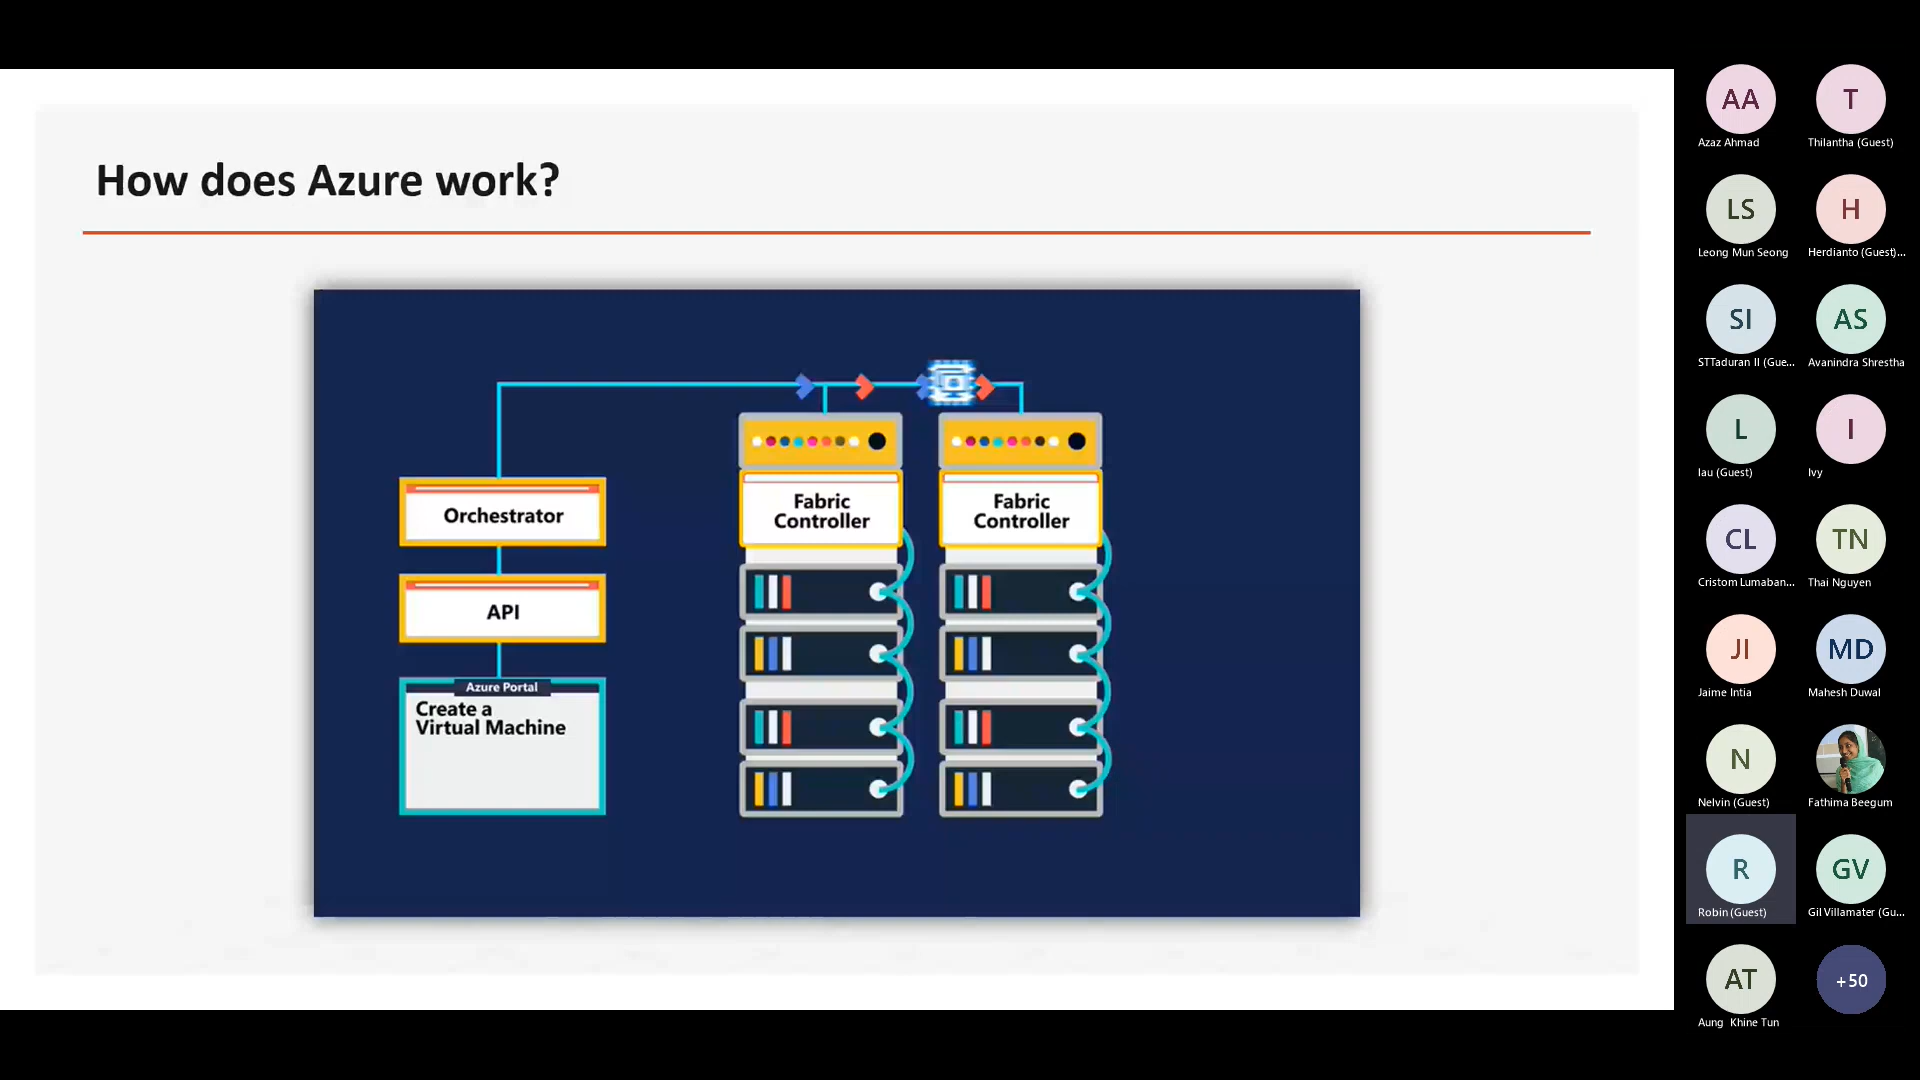 How does Azure work?
Orchestrator
API
Azure Portal
Create a
Virtual Machine
Fabric
Controller
Fabric
Controller
AA
Azaz Ahmad
T
Thilantha (Guest)
LS
Leong Mun Seong
H
Herdianto (Guest)...
SI
STTaduran II (Gue...
AS
Avanindra Shrestha
L
lau (Guest)
I
Ivy
CL
Cristom Lumaban...
TN
Thai Nguyen
JI
Jaime Intia
MD
Mahesh Duwal
N
Nelvin (Guest)
Fathima Beegum
R
Robin (Guest)
GV
Gil Villamater (Gu...
AT
Aung Khine Tun
+50